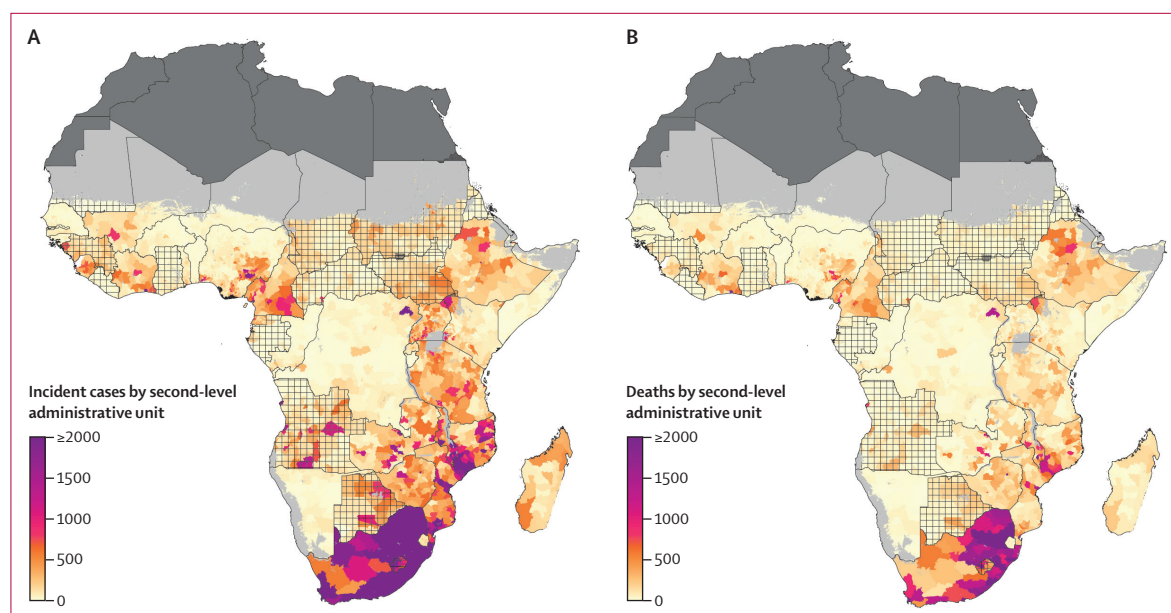 A
B
Incident cases by second-level
administrative unit
≥2000
1500
1000
500
0
Deaths by second-level
administrative unit
≥2000
1500
1000
500
0